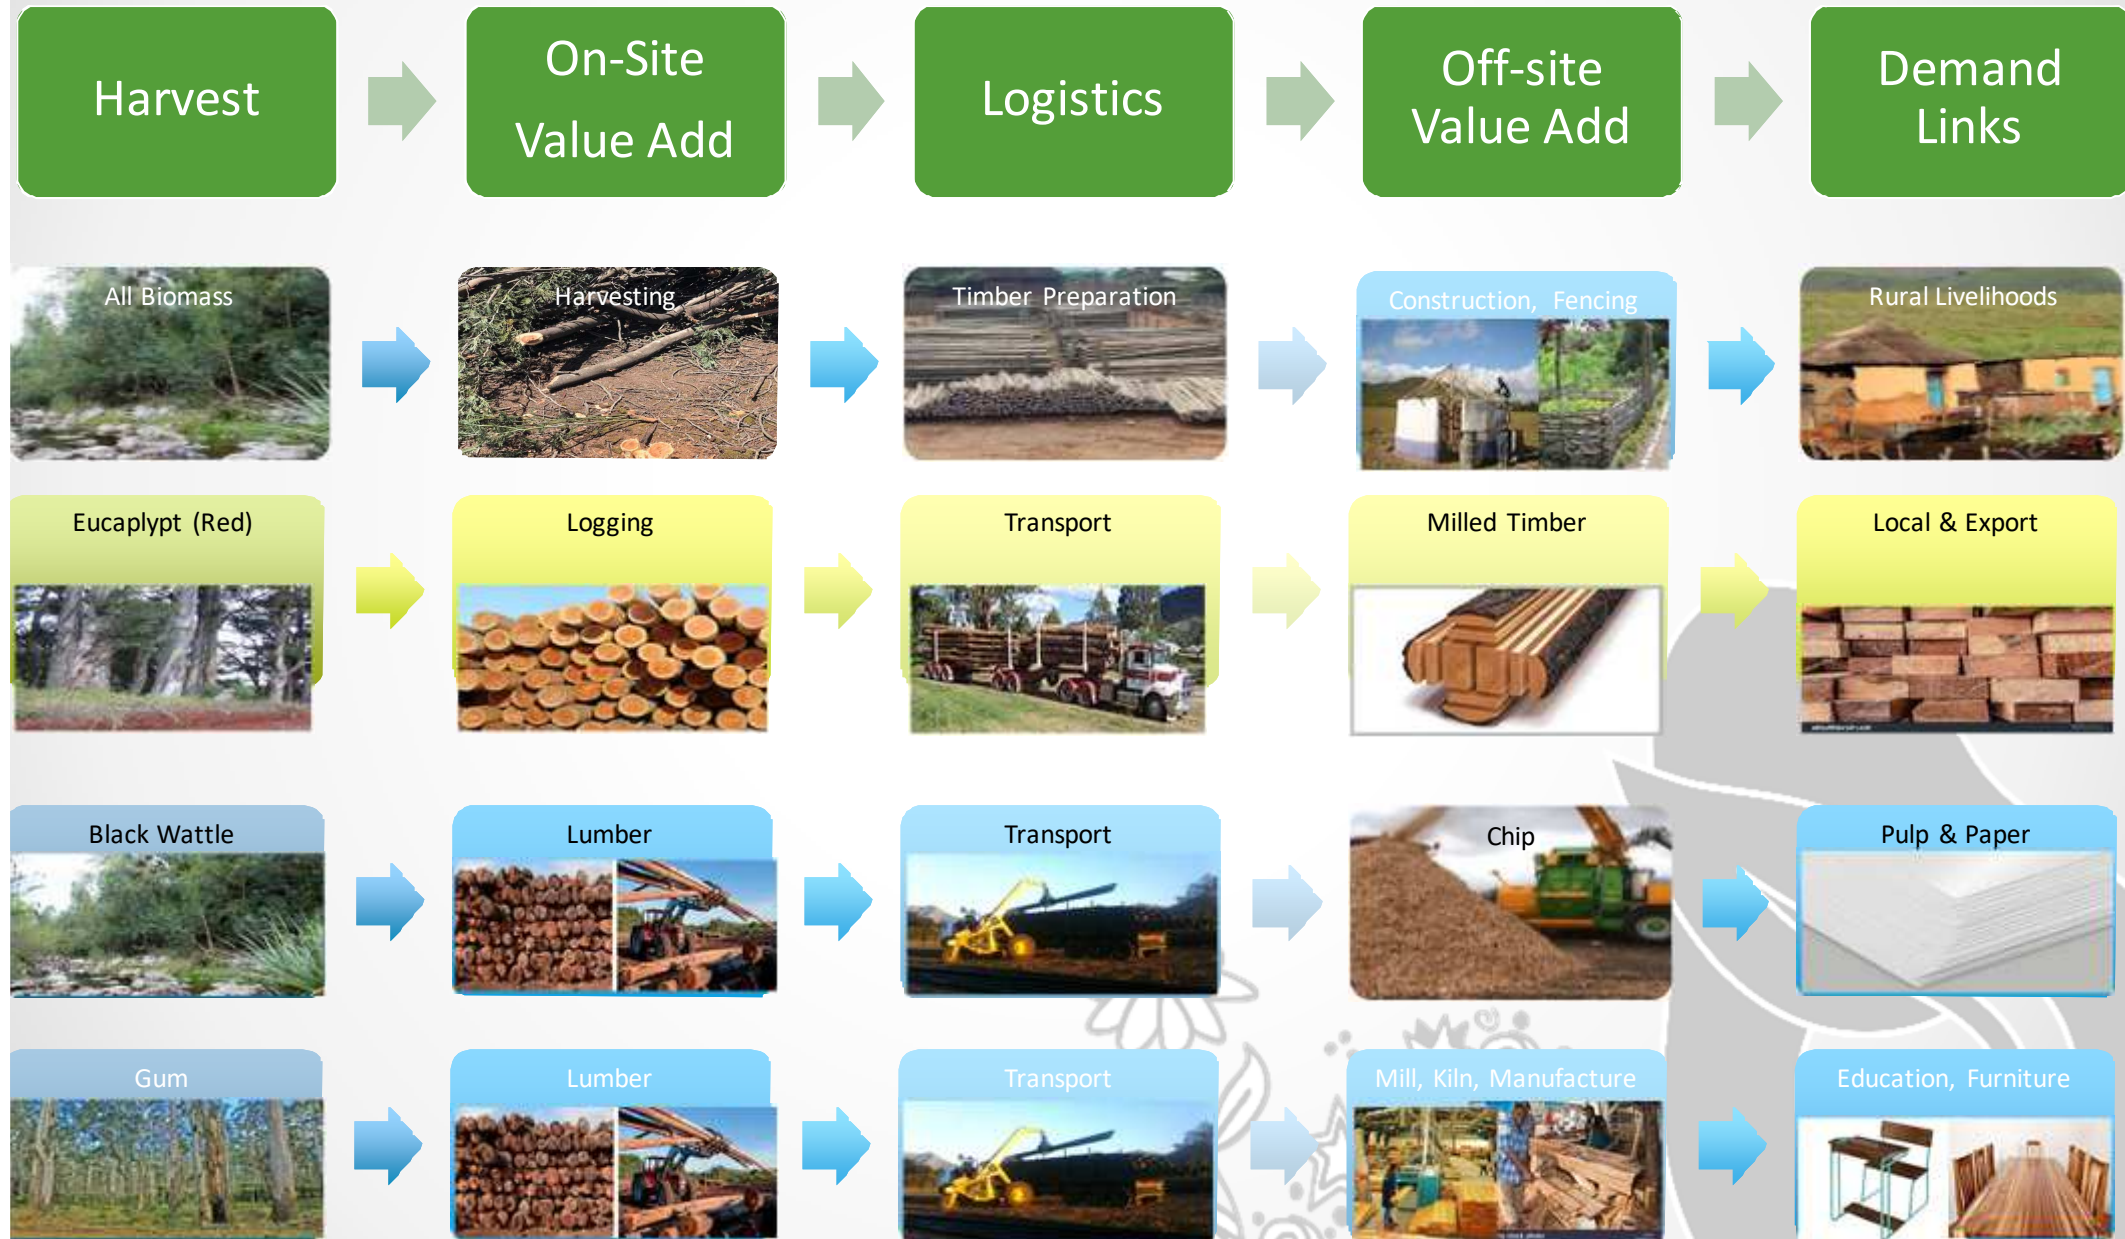 Harvest
On-Site
Value Add
Logistics
Off-site
Value Add
Demand
Links
All Biomass
Harvesting
Timber Preparation
Construction, Fencing
Rural Livelihoods
Eucaplypt (Red)
Logging
Transport
Milled Timber
Local & Export
Black Wattle
Lumber
Transport
Chip
Pulp & Paper
Gum
Lumber
Transport
Mill, Kiln, Manufacture
Education, Furniture